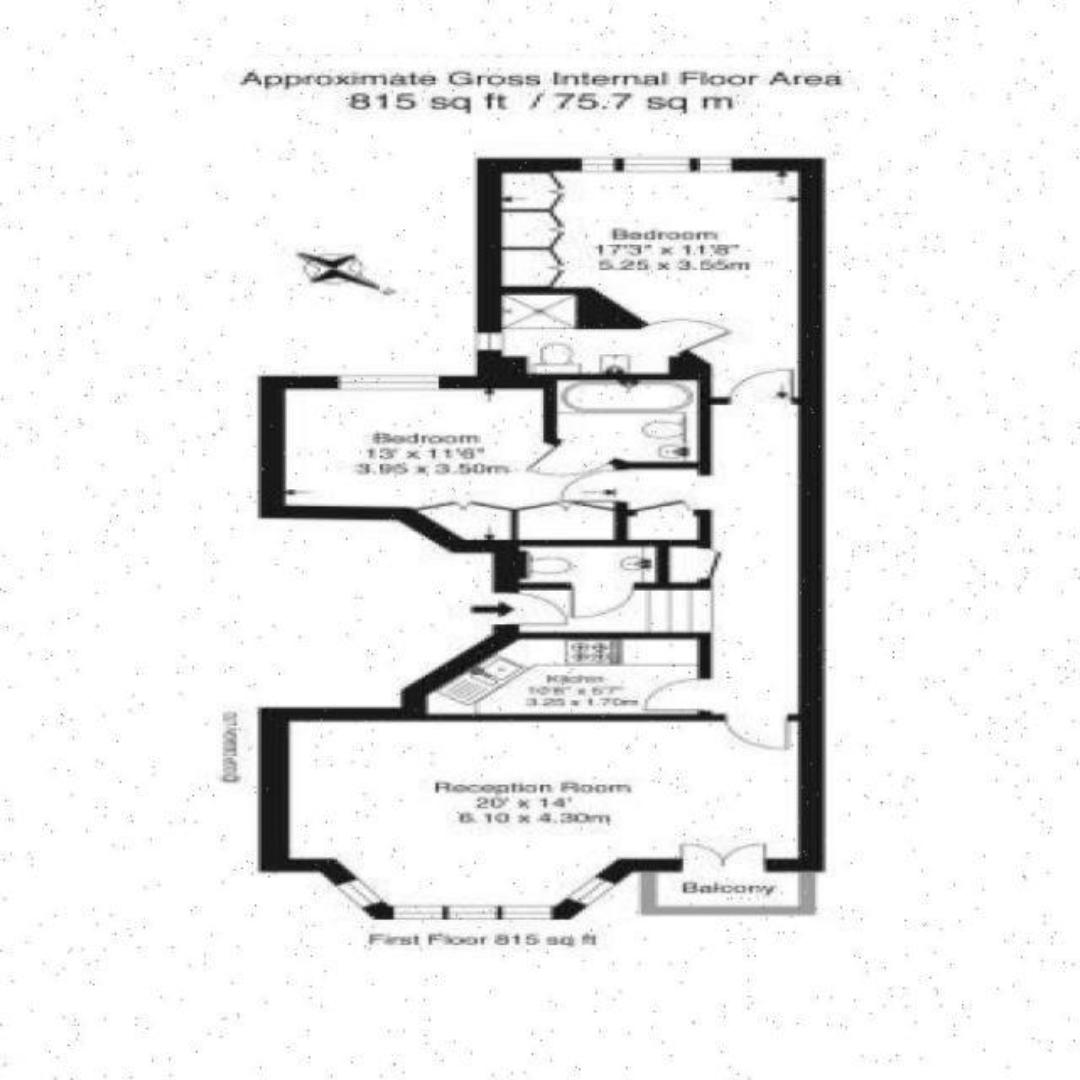 Approximate Gross Internal Floor Area
815 sq ft / 75.7 sq m
Bedroom
17'3" x 11'8"
5.25 x 3.55m
Bedroom
13' x 11'6"
3.95 x 3.50m
Kitchen
10'8" x 5'7"
3.25 x 1.70m
Reception Room
20' x 14'
6.10 x 4.30m
Balcony
First Floor 815 sq ft